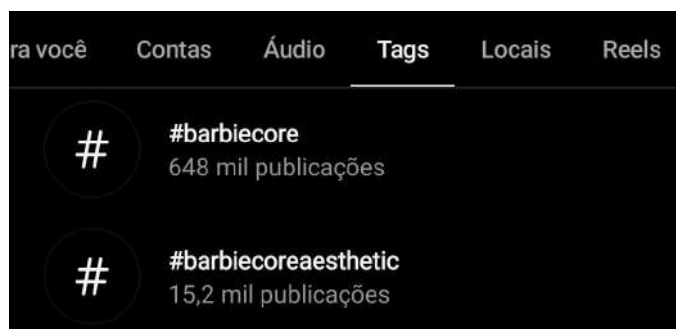 ra você Contas Áudio Tags Locais Reels
# #barbiecore
648 mil publicações
# #barbiecoreaesthetic
15,2 mil publicações